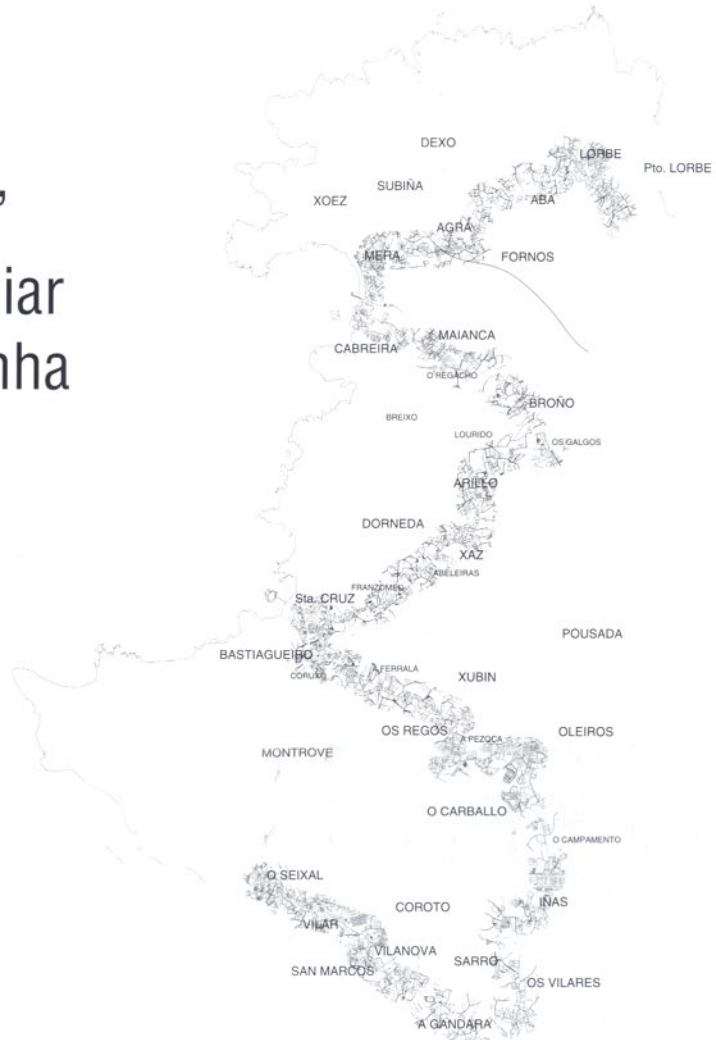 DEXO
LORBE
Pto. LORBE
SUBIÑA
XOEZ
ABA
,
AGRA
MERA
FORNOS
iar
MAIANCA
CABREIRA
nha
O REGACHO
BROÑO
BREIXO
LOURIDO
OS GALGOS
ARILLO
DORNEDA
XAZ
ABELEIRAS
Sta. CRUZ
POUSADA
BASTIAGUEIRO
A FERRALA
CORUXO
XUBIN
OS REGOS
OLEIROS
A PEZOCA
MONTROVE
O CARBALLO
O CAMPAMENTO
O SEIXAL
IÑAS
COROTO
VILAR
VILANOVA
SARRO
SAN MARCOS
OS VILARES
A GANDARA